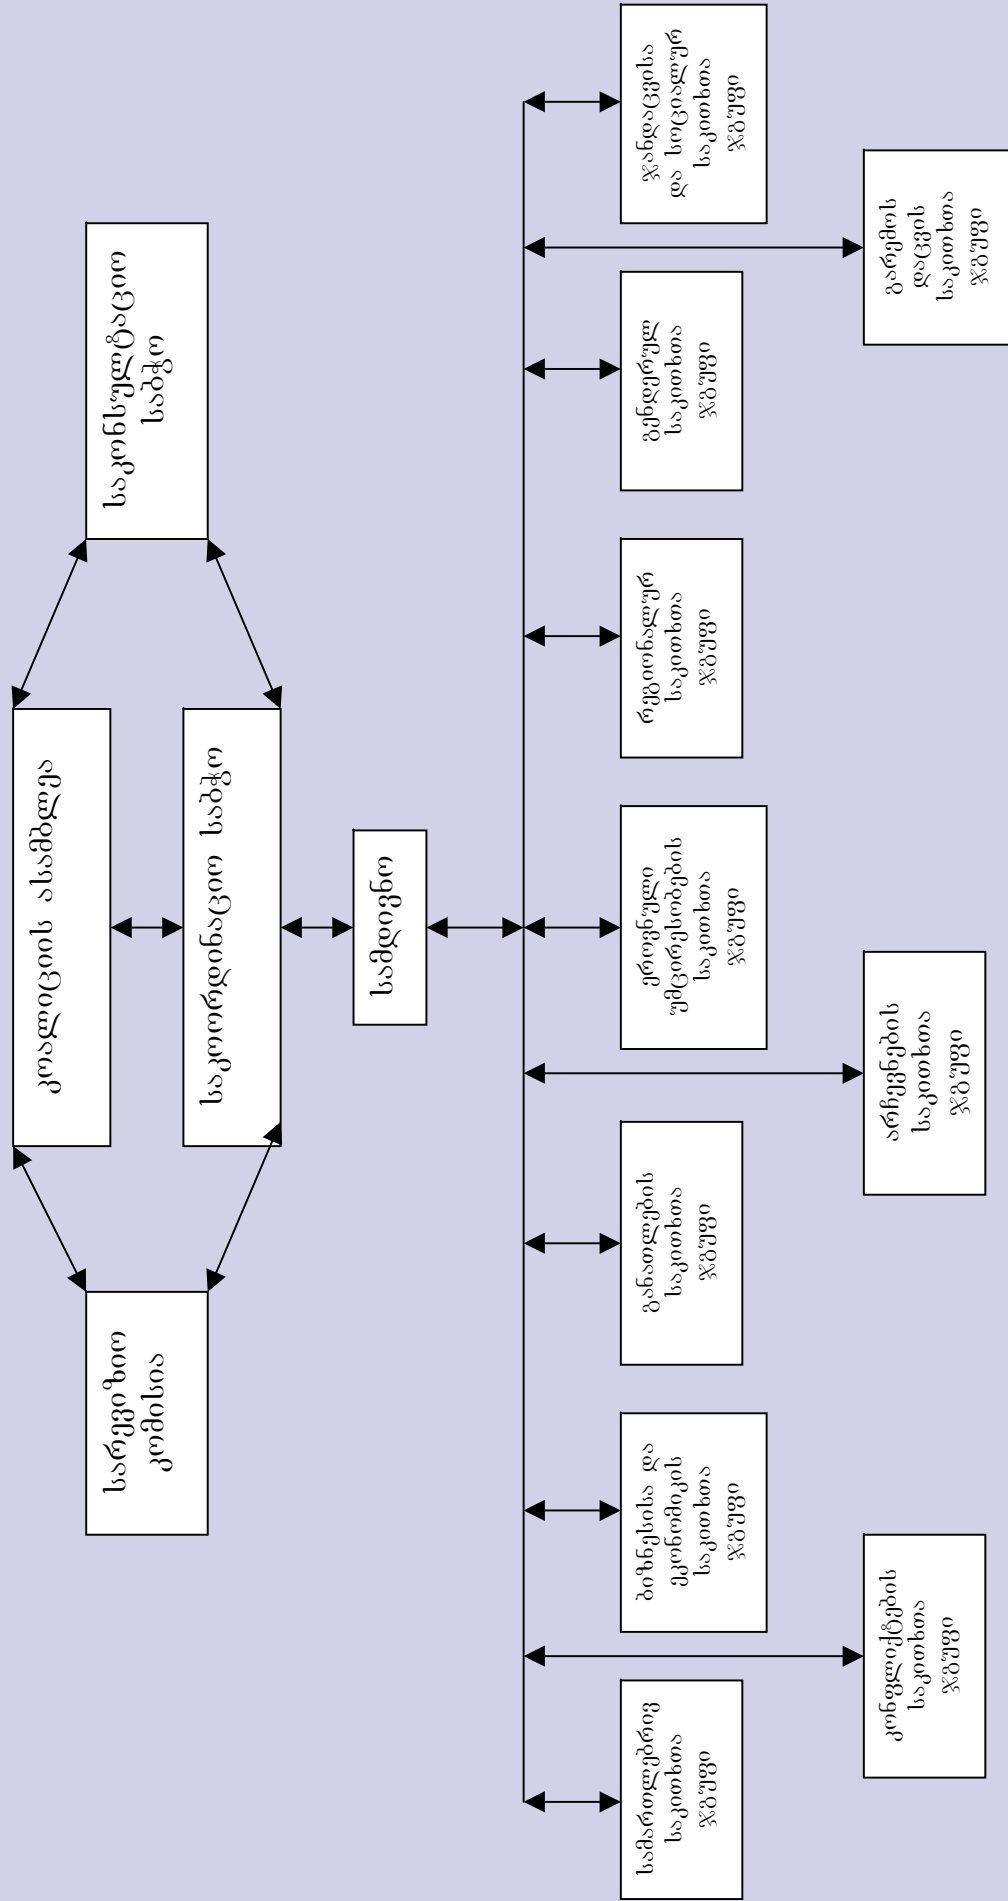 კოალიციის ასამბლეა
სარევიზიო
კომისია
საკონსულტაციო
საბჭო
საკოორდინაციო საბჭო
სამდივნო
სამართლებრივ
საკითხთა
ჯგუფი
ბიზნესისა და
ეკონომიკის
საკითხთა
ჯგუფი
განათლების
საკითხთა
ჯგუფი
ეროვნული
უმცირესობების
საკითხთა
ჯგუფი
რეგიონალურ
საკითხთა
ჯგუფი
გენდერულ
საკითხთა
ჯგუფი
ჯანდაცვისა
და სოციალურ
საკითხთა
ჯგუფი
კონფლიქტების
საკითხთა
ჯგუფი
არჩევნების
საკითხთა
ჯგუფი
გარემოს
დაცვის
საკითხთა
ჯგუფი